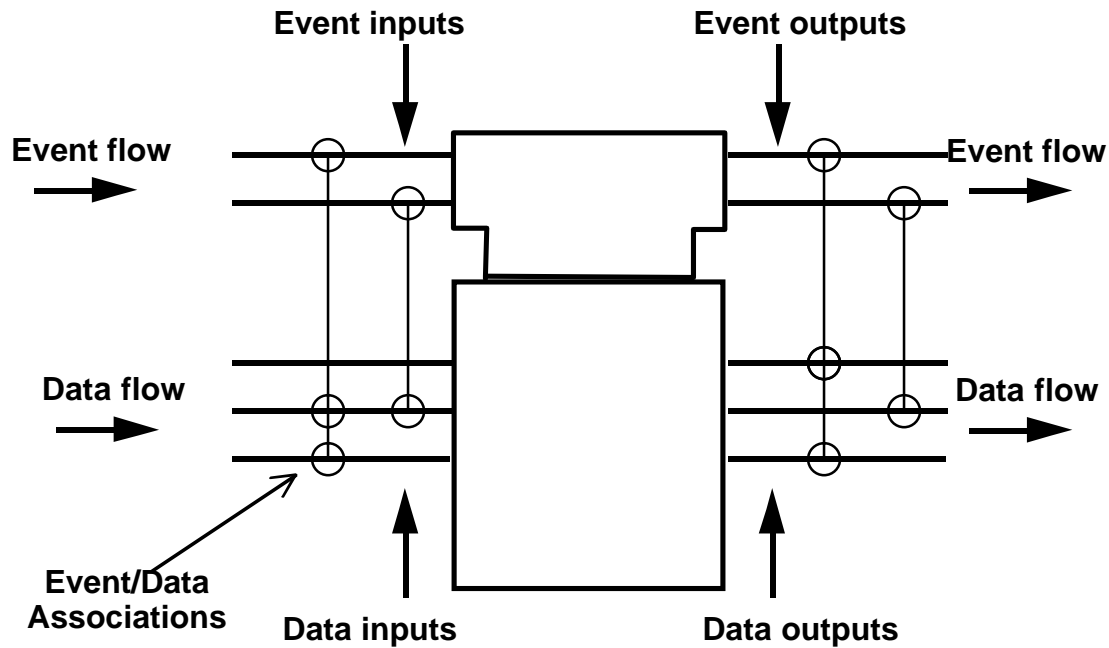 Event inputs
Event outputs
Event flow
Event flow
Data flow
Data flow
Event/Data
Associations
Data inputs
Data outputs